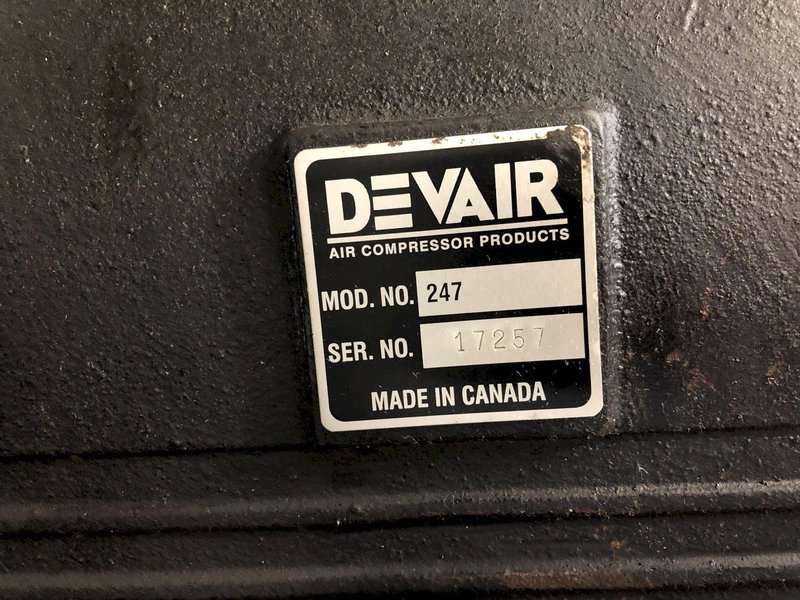 DEVAIR
AIR COMPRESSOR PRODUCTS
MOD. NO. 247
SER. NO. 17257
MADE IN CANADA